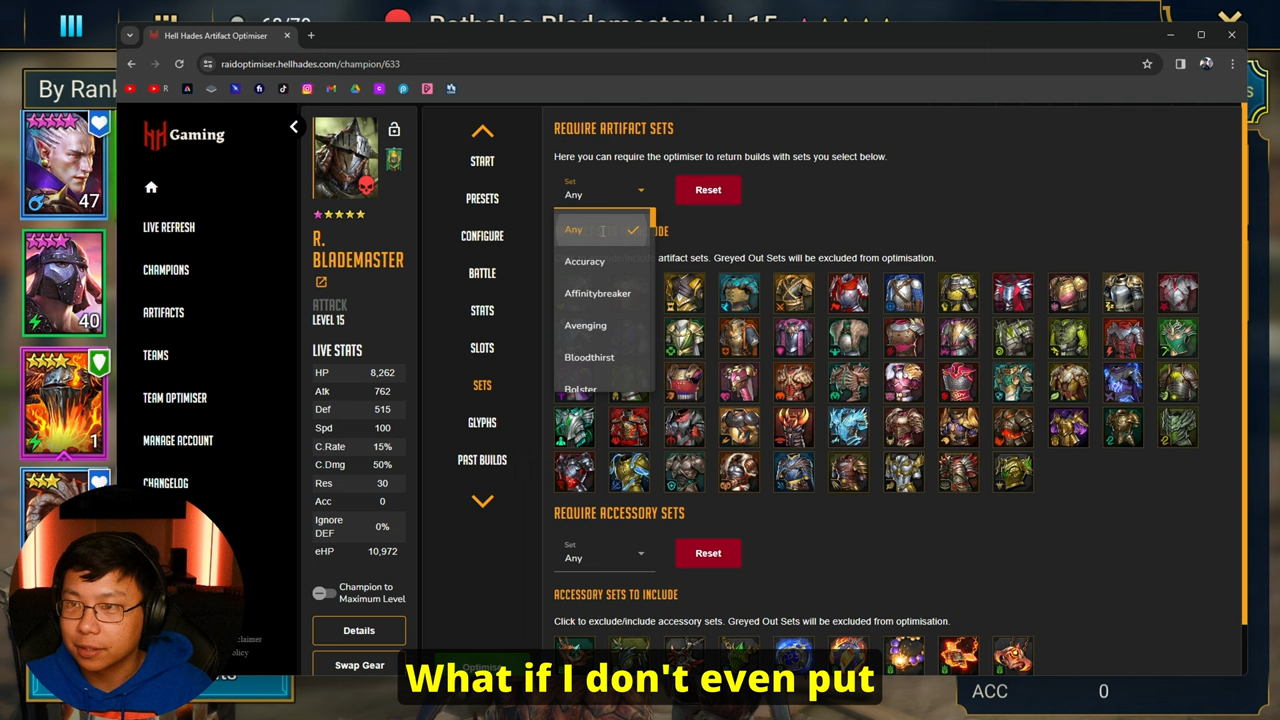 Rathalos Blademaster Lvl. 15
By Rank
47
40
1
Hell Hades Artifact Optimiser
raidoptimiser.hellhades.com/champion/633
R
Gaming
LIVE REFRESH
CHAMPIONS
ARTIFACTS
TEAMS
TEAM OPTIMISER
MANAGE ACCOUNT
CHANGELOG
R.
BLADEMASTER
ATTACK
LEVEL 15
LIVE STATS
HP 8,262
Atk 762
Def 515
Spd 100
C.Rate 15%
C.Dmg 50%
Res 30
Acc 0
Ignore
DEF 0%
eHP 10,972
Champion to
Maximum Level
Details
Swap Gear
START
PRESETS
CONFIGURE
BATTLE
STATS
SLOTS
SETS
GLYPHS
PAST BUILDS
REQUIRE ARTIFACT SETS
Here you can require the optimiser to return builds with sets you select below.
Set
Any
Reset
Any
Accuracy
Affinitybreaker
Avenging
Bloodthirst
Bolster
artifact sets. Greyed Out Sets will be excluded from optimisation.
REQUIRE ACCESSORY SETS
Set
Any
Reset
ACCESSORY SETS TO INCLUDE
Click to exclude/include accessory sets. Greyed Out Sets will be excluded from optimisation.
Optimise
What if I don't even put
ACC 0